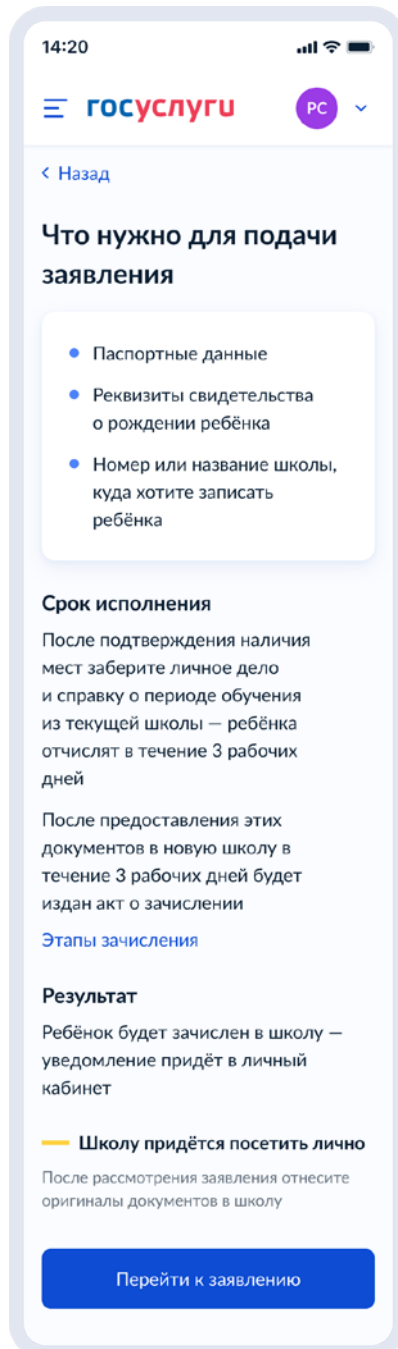 14:20
госуслуги
РС
Назад
Что нужно для подачи
заявления
Паспортные данные
Реквизиты свидетельства
о рождении ребёнка
Номер или название школы,
куда хотите записать
ребёнка
Срок исполнения
После подтверждения наличия
мест заберите личное дело
и справку о периоде обучения
из текущей школы — ребёнка
отчислят в течение 3 рабочих
дней
После предоставления этих
документов в новую школу в
течение 3 рабочих дней будет
издан акт о зачислении
Этапы зачисления
Результат
Ребёнок будет зачислен в школу —
уведомление придёт в личный
кабинет
Школу придётся посетить лично
После рассмотрения заявления отнесите
оригиналы документов в школу
Перейти к заявлению